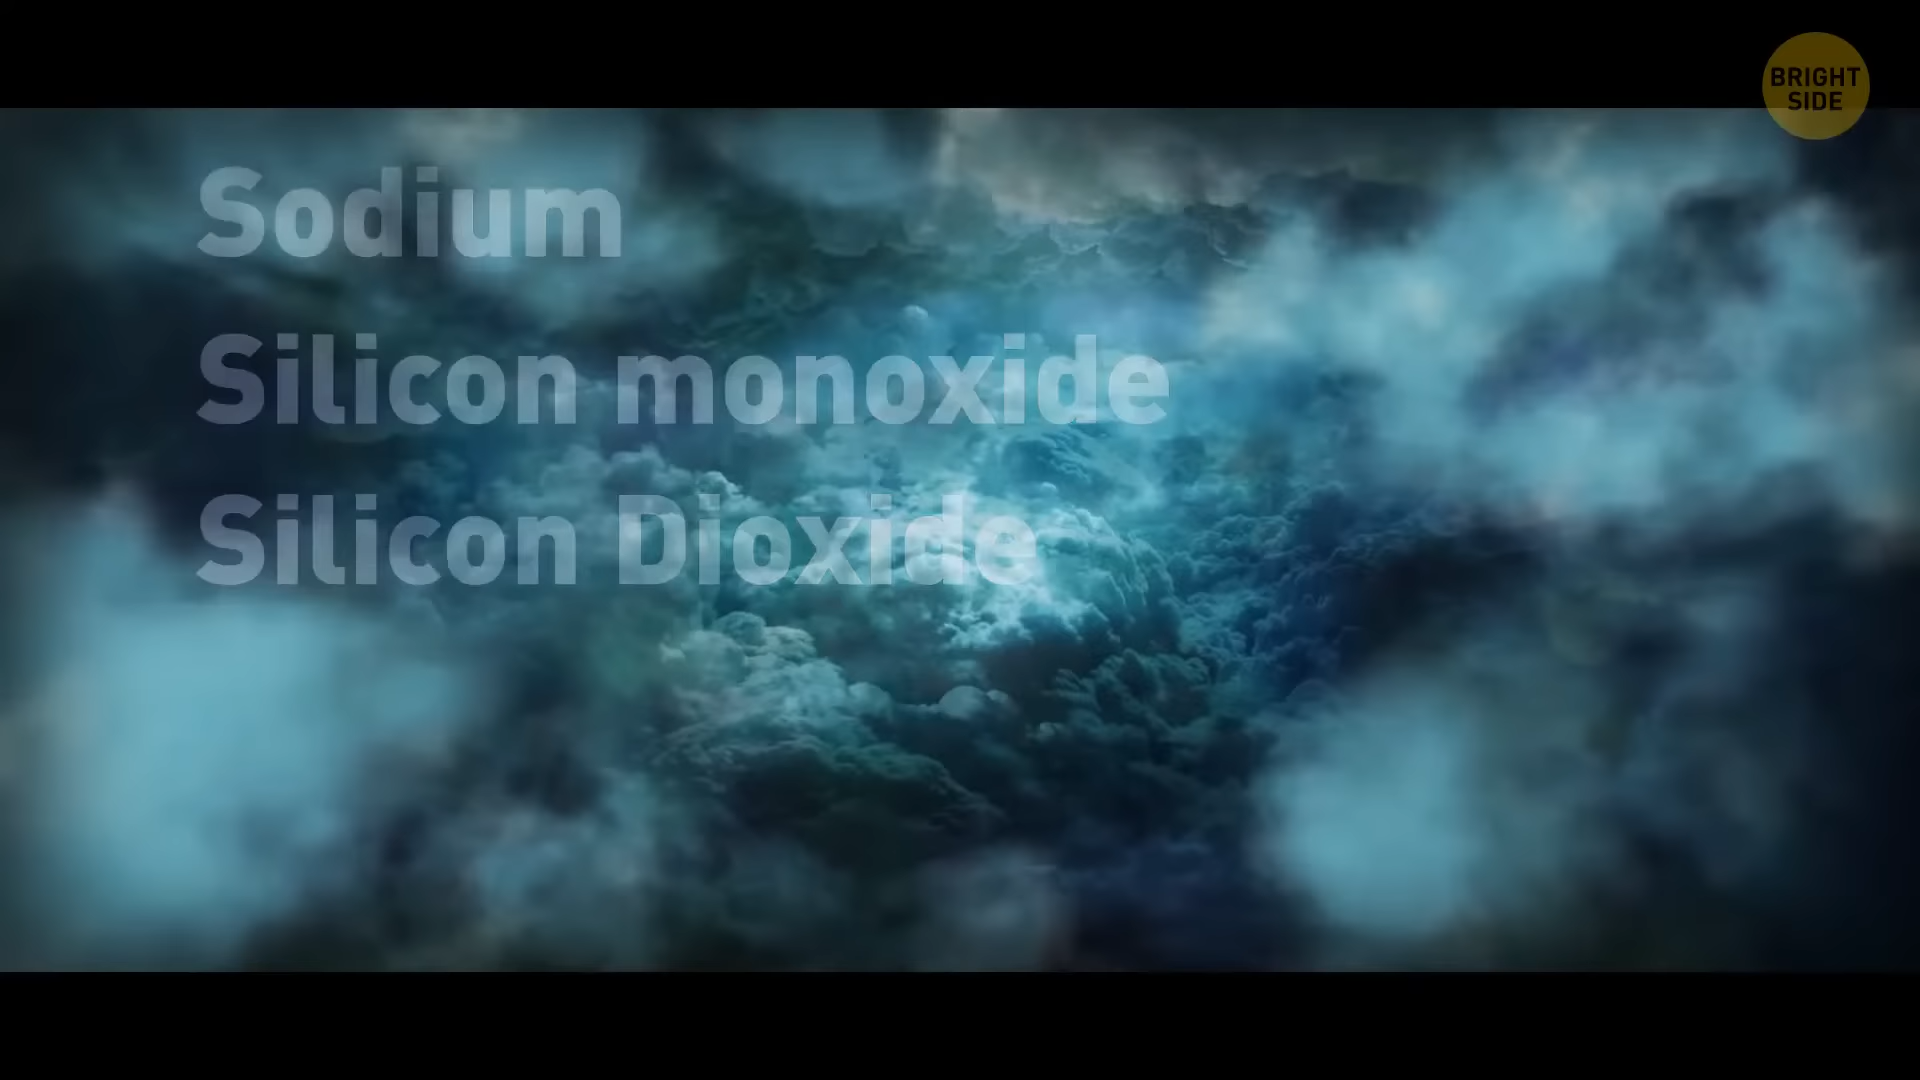 BRIGHT
SIDE
Sodium
Silicon monoxide
Silicon Dioxide